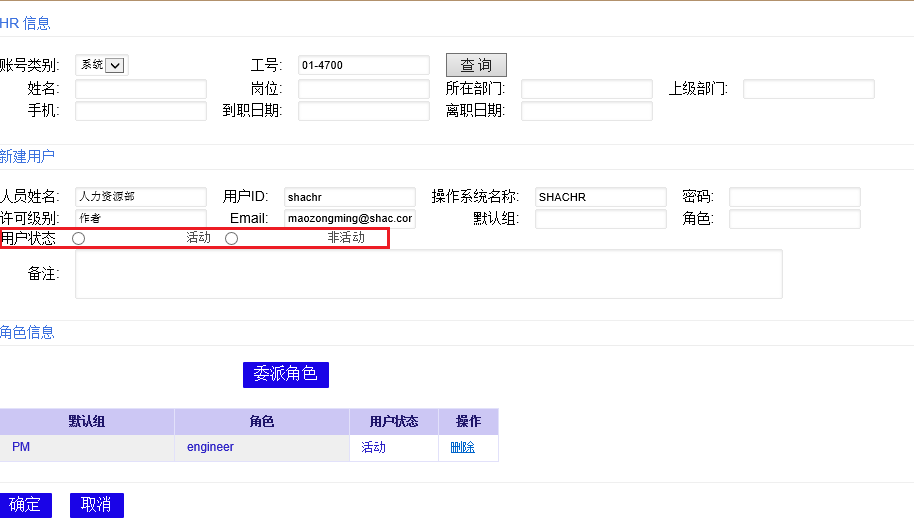 HR 信息
账号类别: 系统 工号: 01-4700 查 询
姓名: 岗位: 所在部门: 上级部门:
手机: 到职日期: 离职日期:
新建用户
人员姓名: 人力资源部 用户ID: shachr 操作系统名称: SHACHR 密码:
许可级别: 作者 Email: maozongming@shac.cor 默认组: 角色:
用户状态 活动 非活动
备注:
角色信息
委派角色
默认组 角色 用户状态 操作
PM engineer 活动 删除
确定 取消